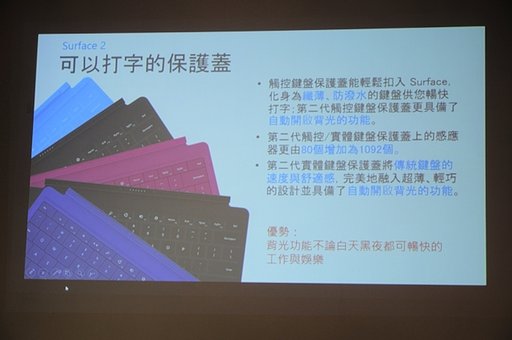 Surface 2
可以打字的保護蓋
• 觸控鍵盤保護蓋能輕鬆扣入 Surface,
化身為纖薄、防潑水的鍵盤供您暢快
打字;第二代觸控鍵盤保護蓋更具備了
自動開啟背光的功能。
• 第二代觸控/實體鍵盤保護蓋上的感應
器更由80個增加為1092個。
• 第二代實體鍵盤保護蓋將傳統鍵盤的
速度與舒適感, 完美地融入超薄、輕巧
的設計並具備了自動開啟背光的功能。
優勢：
背光功能不論白天黑夜都可暢快的
工作與娛樂